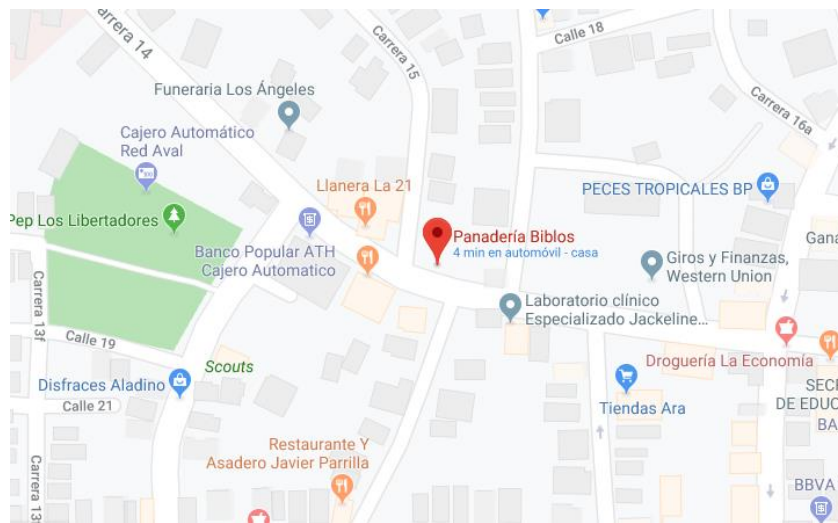 Carrera 14
Calle 18
Carrera 15
Funeraria Los Ángeles
Carrera 16a
Cajero Automático
Red Aval
Llanera La 21
PECES TROPICALES BP
Pep Los Libertadores
Panadería Biblos
4 min en automóvil - casa
Gana
Banco Popular ATH
Cajero Automatico
Giros y Finanzas,
Western Union
Carrera 13f
Laboratorio clínico
Especializado Jackeline...
Calle 19
Scouts
Droguería La Economía
Disfraces Aladino
Tiendas Ara
SEC
DE EDUC
BA
Calle 21
Restaurante Y
Asadero Javier Parrilla
Carrera 13
BBVA